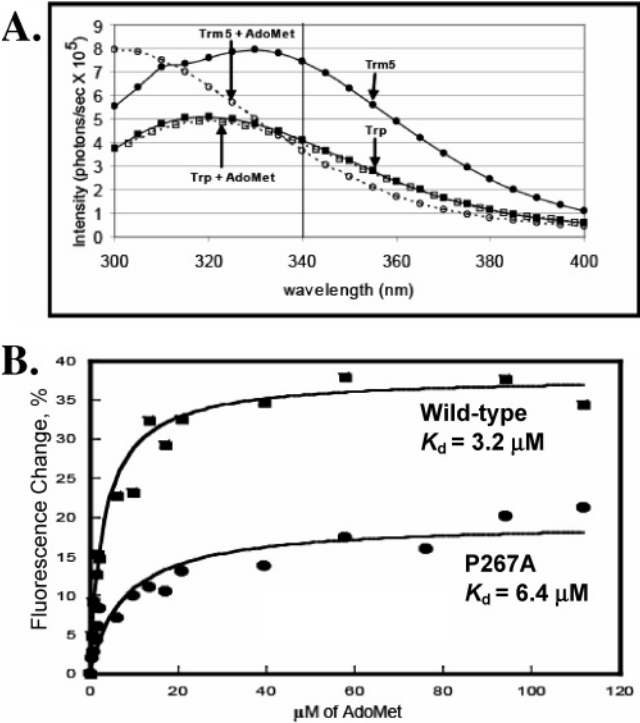 A.
Intensity (photons/sec X 10⁵)
9
8
7
6
5
4
3
2
1
0
Trm5 + AdoMet
Trm5
Trp
Trp + AdoMet
300
320
340
360
380
400
wavelength (nm)
B.
Fluorescence Change, %
40
35
30
25
20
15
10
5
0
Wild-type
Kd = 3.2 μM
P267A
Kd = 6.4 μM
0
20
40
60
80
100
120
μM of AdoMet